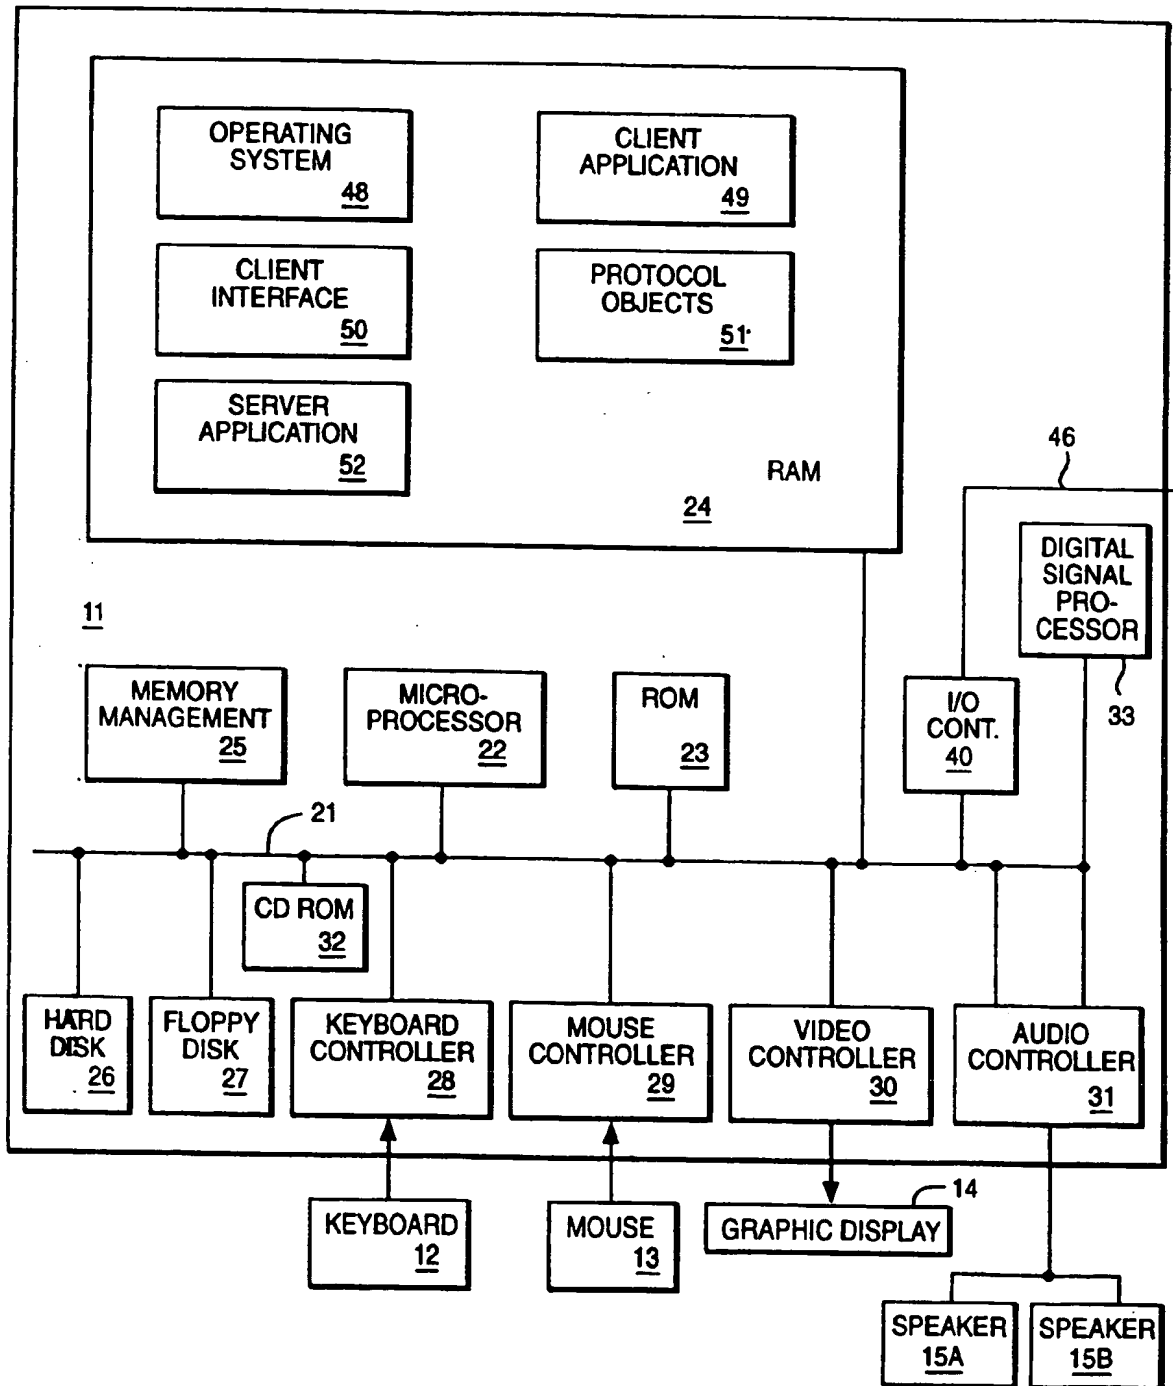 OPERATING
SYSTEM
48
CLIENT
APPLICATION
49
CLIENT
INTERFACE
50
PROTOCOL
OBJECTS
51
SERVER
APPLICATION
52
RAM
24
46
DIGITAL
SIGNAL
PRO-
CESSOR
33
11
MEMORY
MANAGEMENT
25
MICRO-
PROCESSOR
22
ROM
23
I/O
CONT.
40
21
CD ROM
32
HARD
DISK
26
FLOPPY
DISK
27
KEYBOARD
CONTROLLER
28
MOUSE
CONTROLLER
29
VIDEO
CONTROLLER
30
AUDIO
CONTROLLER
31
KEYBOARD
12
MOUSE
13
14
GRAPHIC DISPLAY
SPEAKER
15A
SPEAKER
15B